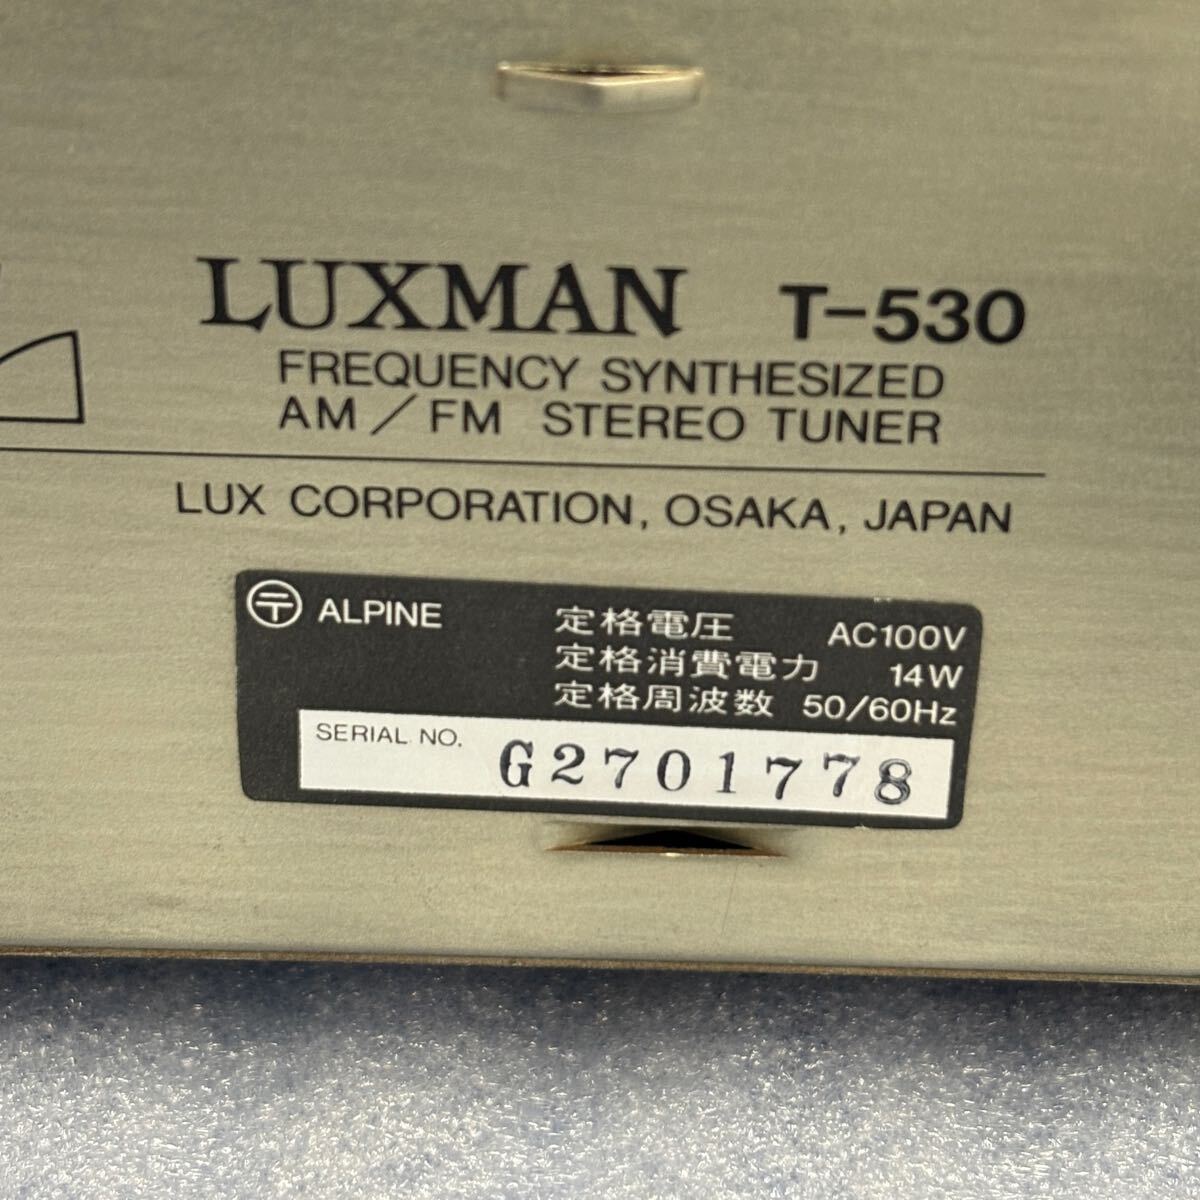 LUXMAN T-530
FREQUENCY SYNTHESIZED
AM/FM STEREO TUNER
LUX CORPORATION, OSAKA, JAPAN
〶 ALPINE
定格電圧 AC100V
定格消費電力 14W
定格周波数 50/60Hz
SERIAL NO. G2701778